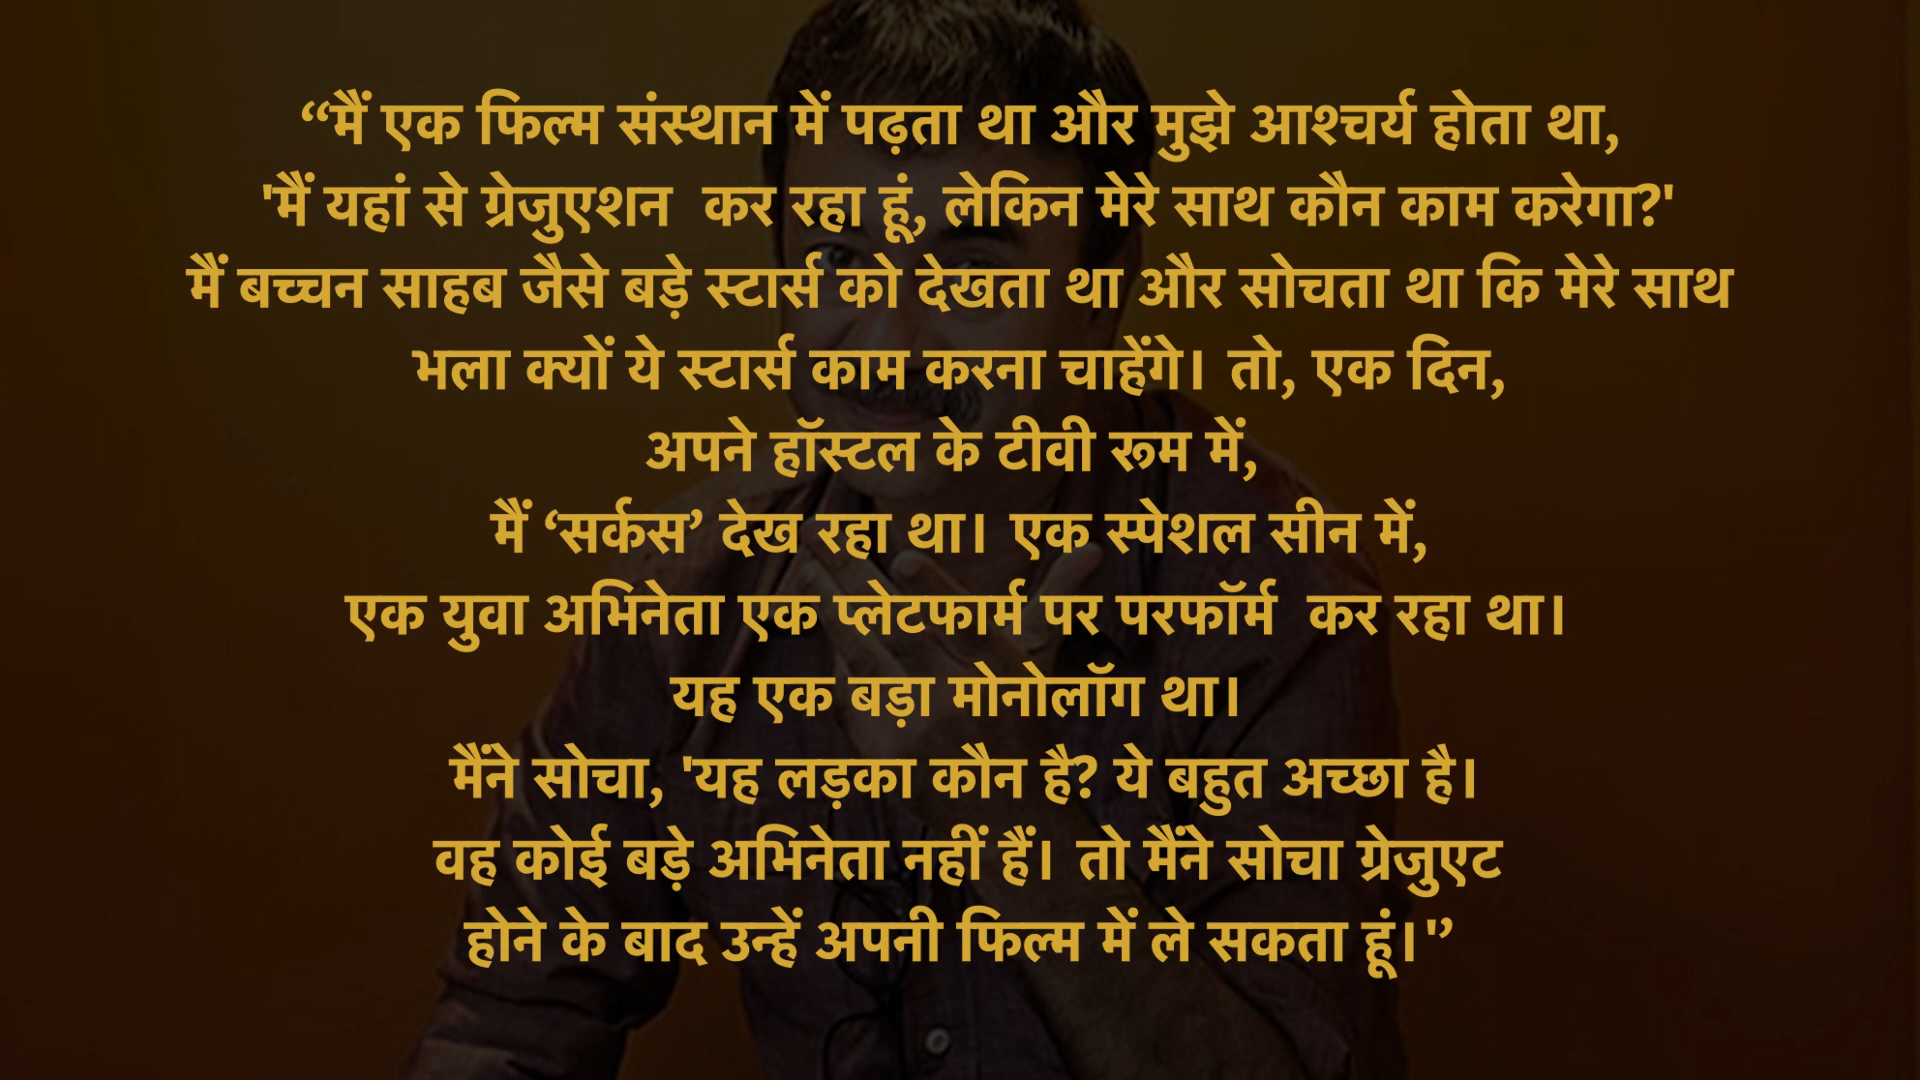 “मैं एक फिल्म संस्थान में पढ़ता था और मुझे आश्चर्य होता था,
'मैं यहां से ग्रेजुएशन  कर रहा हूं, लेकिन मेरे साथ कौन काम करेगा?'
मैं बच्चन साहब जैसे बड़े स्टार्स को देखता था और सोचता था कि मेरे साथ
भला क्यों ये स्टार्स काम करना चाहेंगे। तो, एक दिन,
अपने हॉस्टल के टीवी रूम में,
मैं ‘सर्कस’ देख रहा था। एक स्पेशल सीन में,
एक युवा अभिनेता एक प्लेटफार्म पर परफॉर्म  कर रहा था।
यह एक बड़ा मोनोलॉग था।
मैंने सोचा, 'यह लड़का कौन है? ये बहुत अच्छा है।
वह कोई बड़े अभिनेता नहीं हैं। तो मैंने सोचा ग्रेजुएट
होने के बाद उन्हें अपनी फिल्म में ले सकता हूं।'”